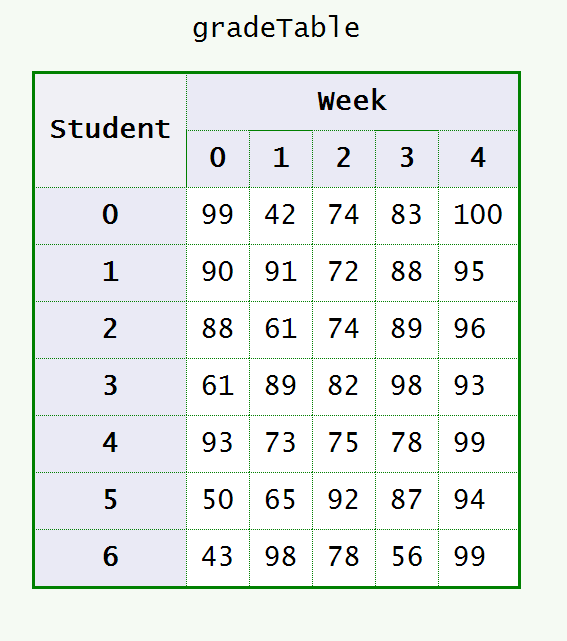 gradeTable
Week
Student
0 1 2 3 4
0 99 42 74 83 100
1 90 91 72 88 95
2 88 61 74 89 96
3 61 89 82 98 93
4 93 73 75 78 99
5 50 65 92 87 94
6 43 98 78 56 99